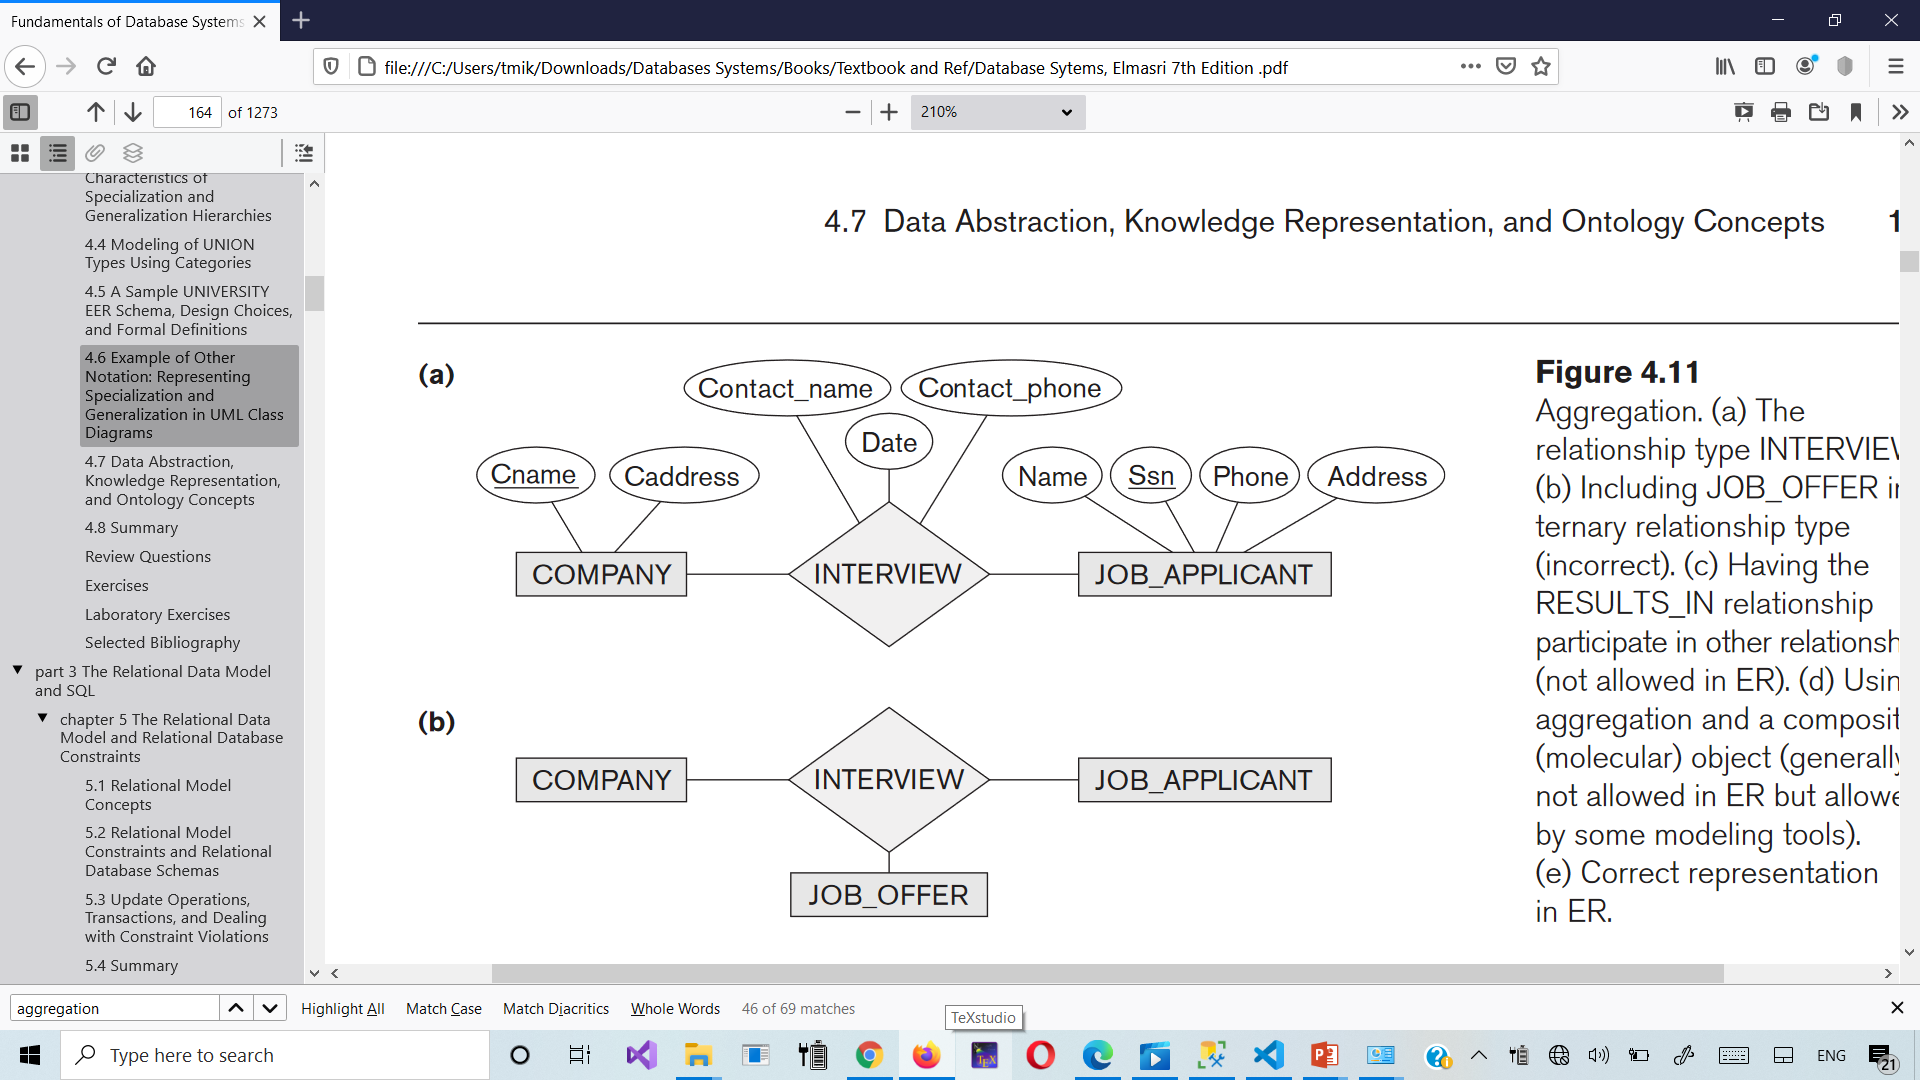 Fundamentals of Database Systems
file:///C:/Users/tmik/Downloads/Databases Systems/Books/Textbook and Ref/Database Sytems, Elmasri 7th Edition .pdf
164 of 1273
210%
Characteristics of
Specialization and
Generalization Hierarchies
4.4 Modeling of UNION
Types Using Categories
4.5 A Sample UNIVERSITY
EER Schema, Design Choices,
and Formal Definitions
4.6 Example of Other
Notation: Representing
Specialization and
Generalization in UML Class
Diagrams
4.7 Data Abstraction,
Knowledge Representation,
and Ontology Concepts
4.8 Summary
Review Questions
Exercises
Laboratory Exercises
Selected Bibliography
part 3 The Relational Data Model
and SQL
chapter 5 The Relational Data
Model and Relational Database
Constraints
5.1 Relational Model
Concepts
5.2 Relational Model
Constraints and Relational
Database Schemas
5.3 Update Operations,
Transactions, and Dealing
with Constraint Violations
5.4 Summary
4.7 Data Abstraction, Knowledge Representation, and Ontology Concepts 1
(a)
Contact_name Contact_phone
Date
Cname Caddress Name Ssn Phone Address
COMPANY INTERVIEW JOB_APPLICANT
(b)
COMPANY INTERVIEW JOB_APPLICANT
JOB_OFFER
Figure 4.11
Aggregation. (a) The
relationship type INTERVIEW
(b) Including JOB_OFFER in
ternary relationship type
(incorrect). (c) Having the
RESULTS_IN relationship
participate in other relationsh
(not allowed in ER). (d) Usin
aggregation and a composit
(molecular) object (generally
not allowed in ER but allowe
by some modeling tools).
(e) Correct representation
in ER.
aggregation Highlight All Match Case Match Diacritics Whole Words 46 of 69 matches
TeXstudio
Type here to search
TEX
ENG
21